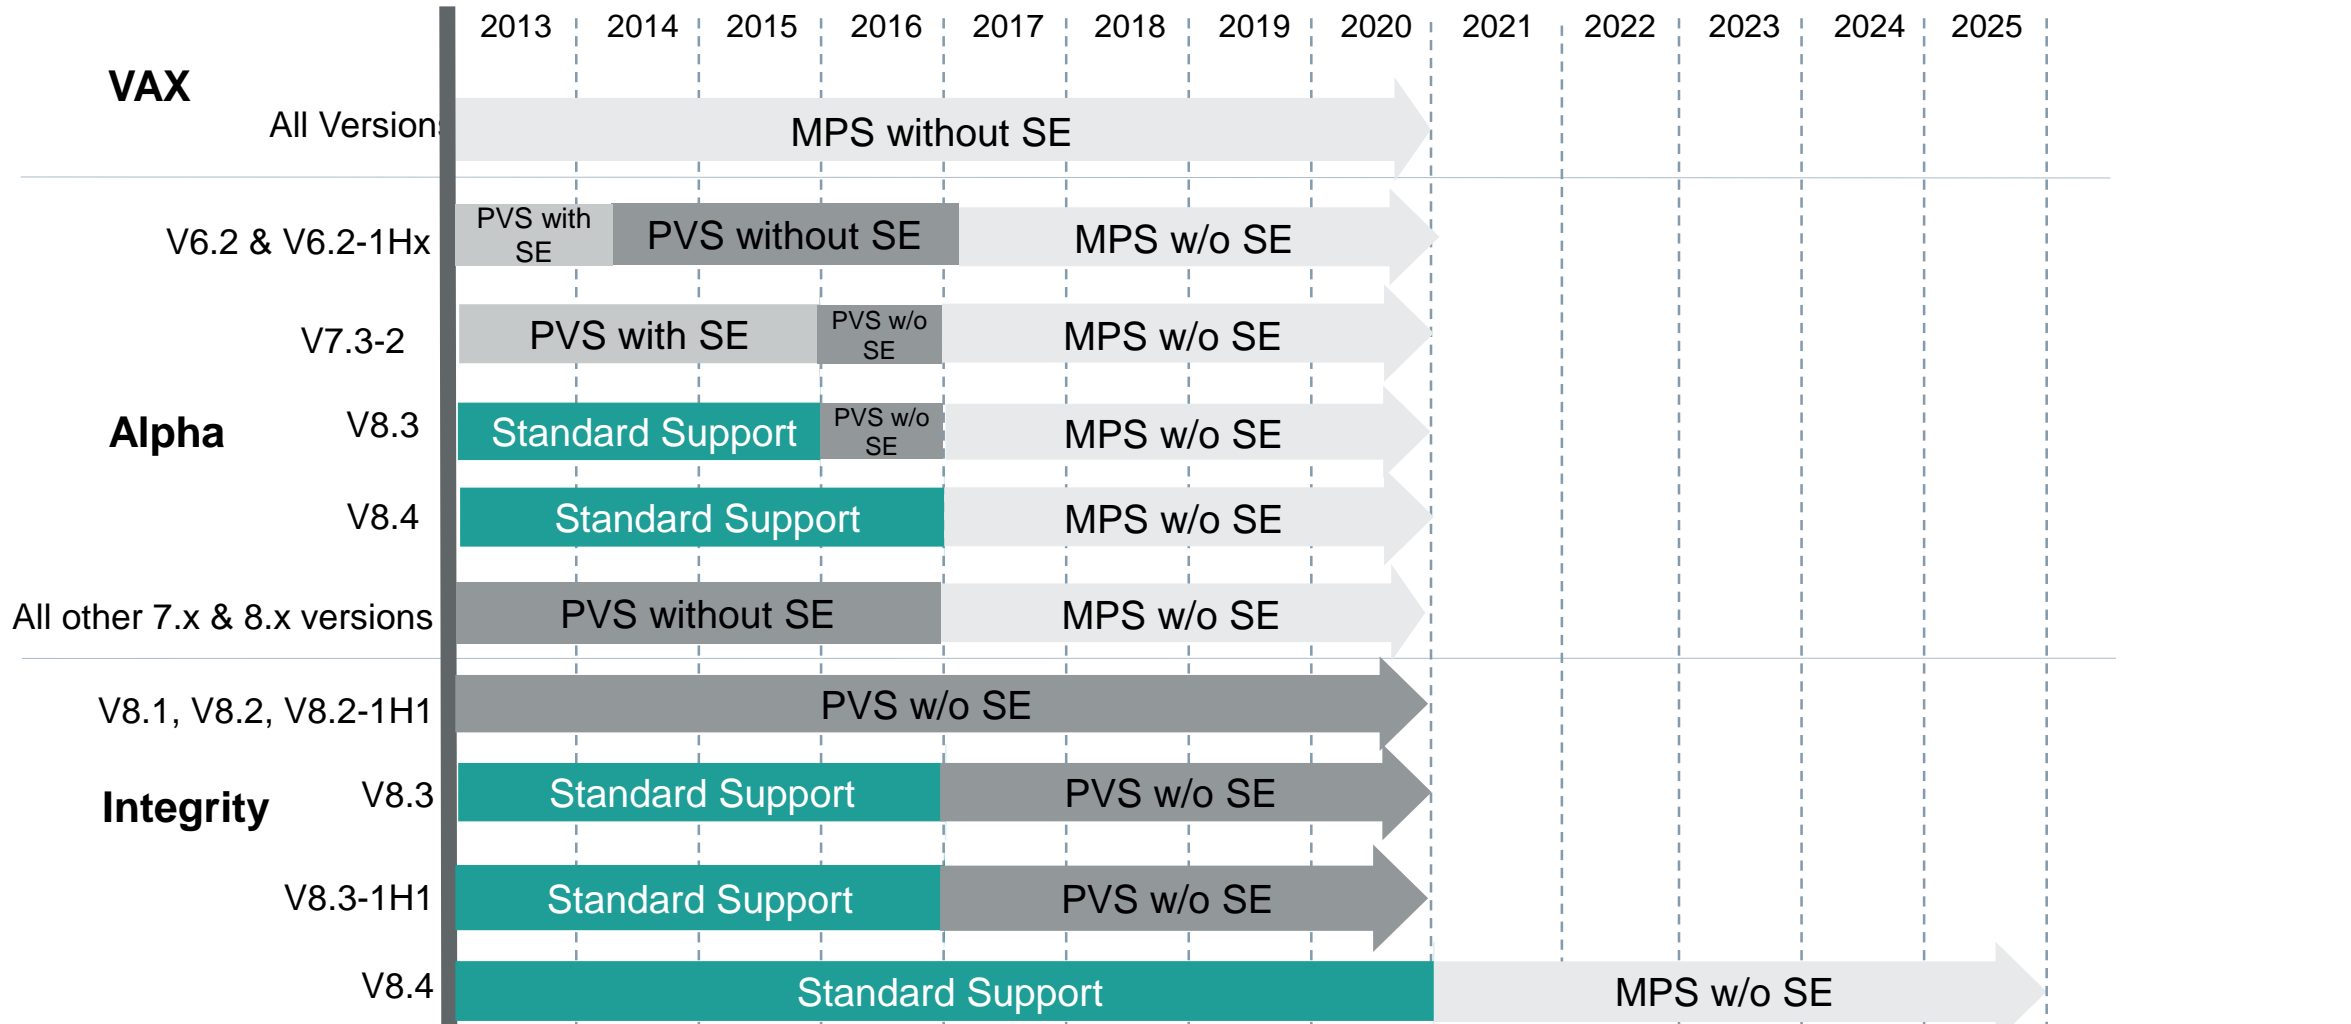 2013 2014 2015 2016 2017 2018 2019 2020 2021 2022 2023 2024 2025
VAX
All Versions
MPS without SE
V6.2 & V6.2-1Hx
PVS with
SE
PVS without SE
MPS w/o SE
V7.3-2
PVS with SE
PVS w/o
SE
MPS w/o SE
Alpha
V8.3
Standard Support
PVS w/o
SE
MPS w/o SE
V8.4
Standard Support
MPS w/o SE
All other 7.x & 8.x versions
PVS without SE
MPS w/o SE
V8.1, V8.2, V8.2-1H1
PVS w/o SE
Integrity
V8.3
Standard Support
PVS w/o SE
V8.3-1H1
Standard Support
PVS w/o SE
V8.4
Standard Support
MPS w/o SE